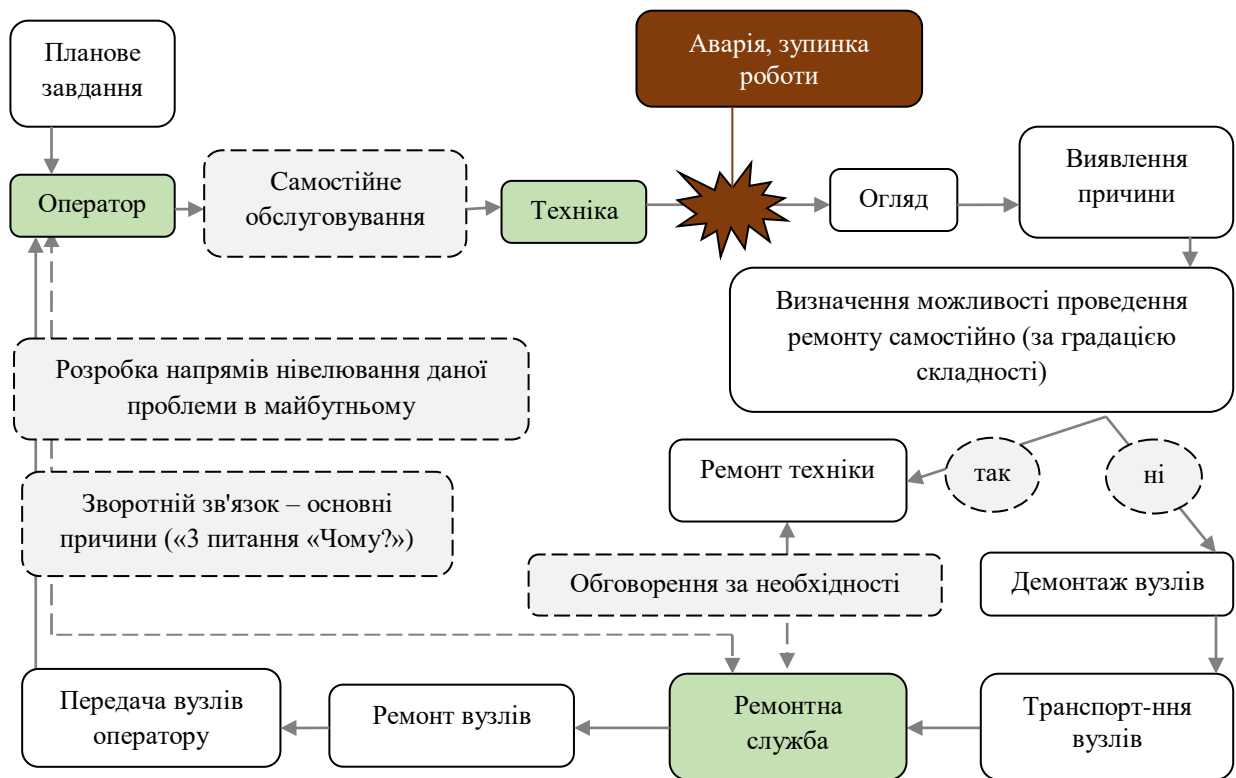 Планове
завдання
Аварія, зупинка
роботи
Оператор
Самостійне
обслуговування
Техніка
Огляд
Виявлення
причини
Визначення можливості проведення
ремонту самостійно (за градацією
складності)
Розробка напрямів нівелювання даної
проблеми в майбутньому
Ремонт техніки
так
ні
Зворотній зв'язок – основні
причини («3 питання «Чому?»)
Обговорення за необхідності
Демонтаж вузлів
Передача вузлів
оператору
Ремонт вузлів
Ремонтна
служба
Транспорт-ння
вузлів